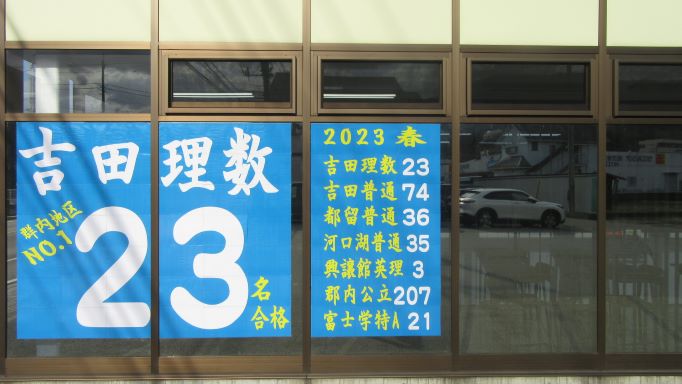 吉田理数
郡内地区
NO.1
23
名
合格
2023 春
吉田理数 23
吉田普通 74
都留普通 36
河口湖普通 35
興譲館英理 3
郡内公立 207
富士学特A 21